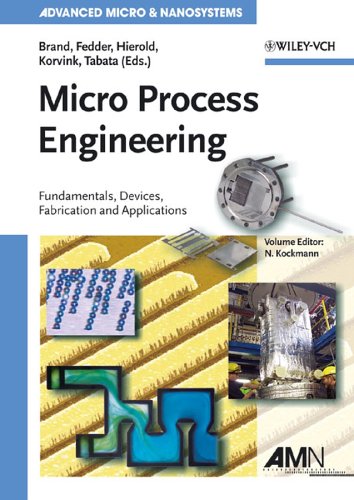 ADVANCED MICRO & NANOSYSTEMS
Brand, Fedder, Hierold,
Korvink, Tabata (Eds.)
WILEY-VCH
Micro Process
Engineering
Fundamentals, Devices,
Fabrication and Applications
Volume Editor:
N. Kockmann
AMN